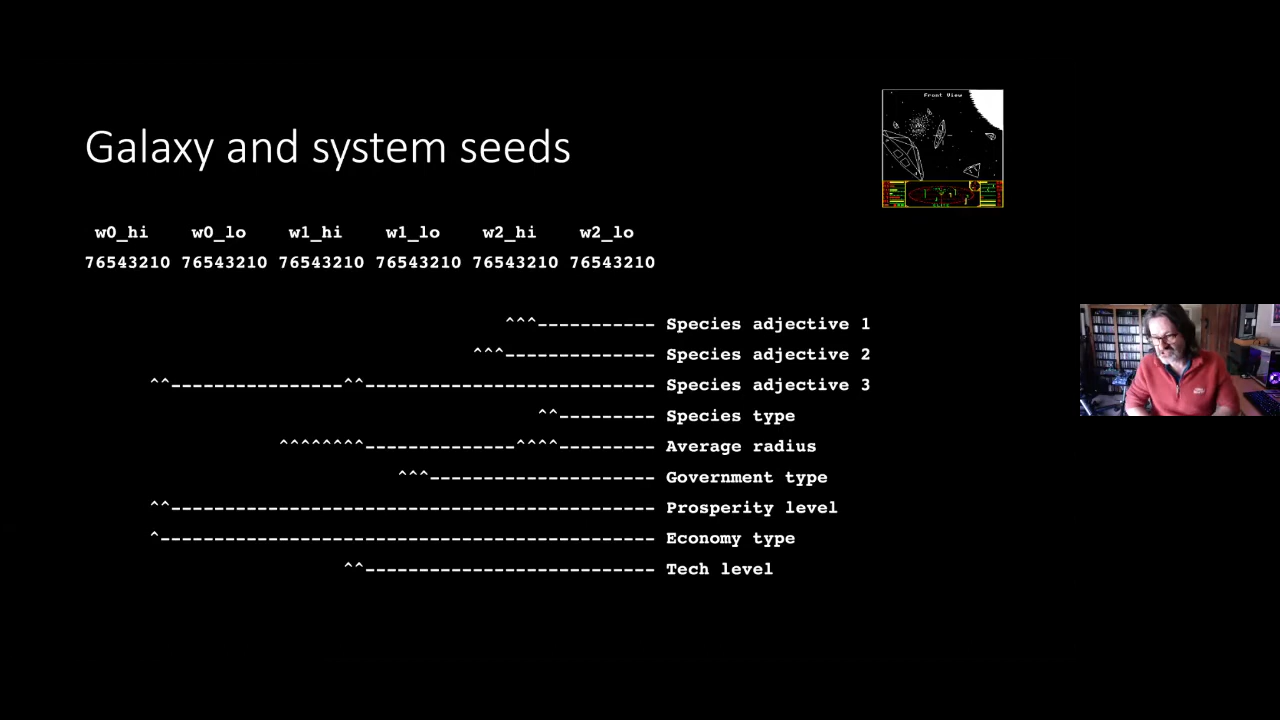 Front View
Galaxy and system seeds
w0_hi w0_lo w1_hi w1_lo w2_hi w2_lo
76543210 76543210 76543210 76543210 76543210 76543210
^^^----------- Species adjective 1
^^^-------------- Species adjective 2
^^----------------^^--------------------------- Species adjective 3
^^--------- Species type
^^^^^^^^--------------^^^^--------- Average radius
^^^--------------------- Government type
^^--------------------------------------------- Prosperity level
^---------------------------------------------- Economy type
^^--------------------------- Tech level